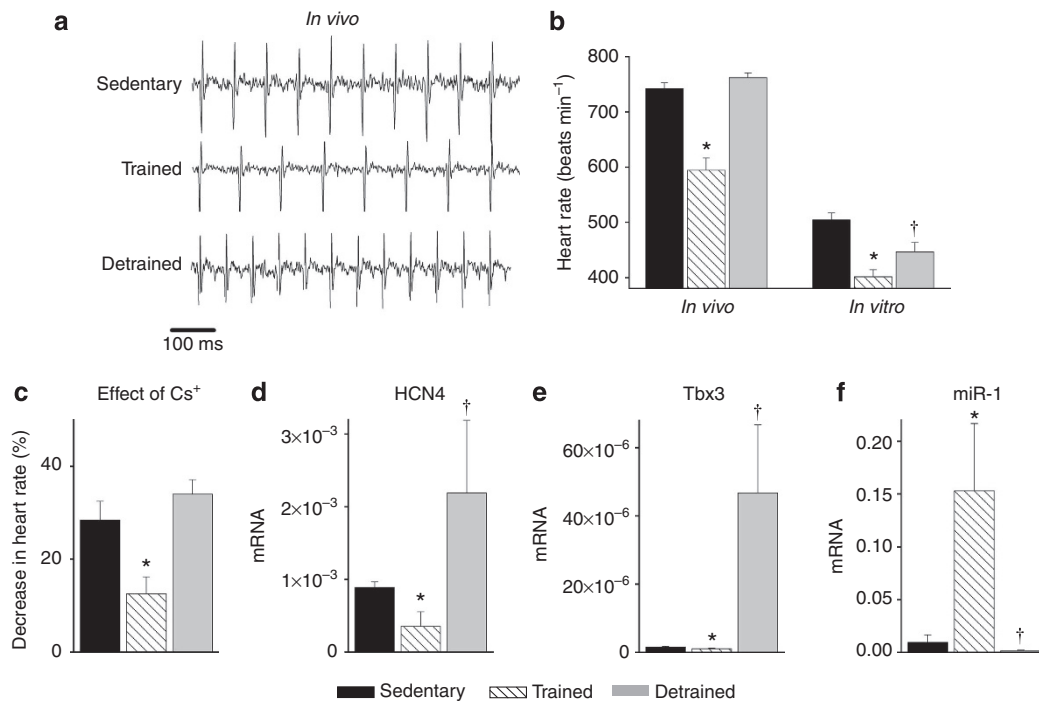 a
In vivo
Sedentary
Trained
Detrained
100 ms
b
Heart rate (beats min⁻¹)
800
700
600
500
400
*
*
†
In vivo
In vitro
c
Effect of Cs⁺
Decrease in heart rate (%)
40
20
0
*
d
HCN4
mRNA
3×10⁻³
2×10⁻³
1×10⁻³
0
*
†
e
Tbx3
mRNA
60×10⁻⁶
40×10⁻⁶
20×10⁻⁶
0
*
†
f
miR-1
mRNA
0.20
0.15
0.10
0.05
0.00
*
†
Sedentary Trained Detrained